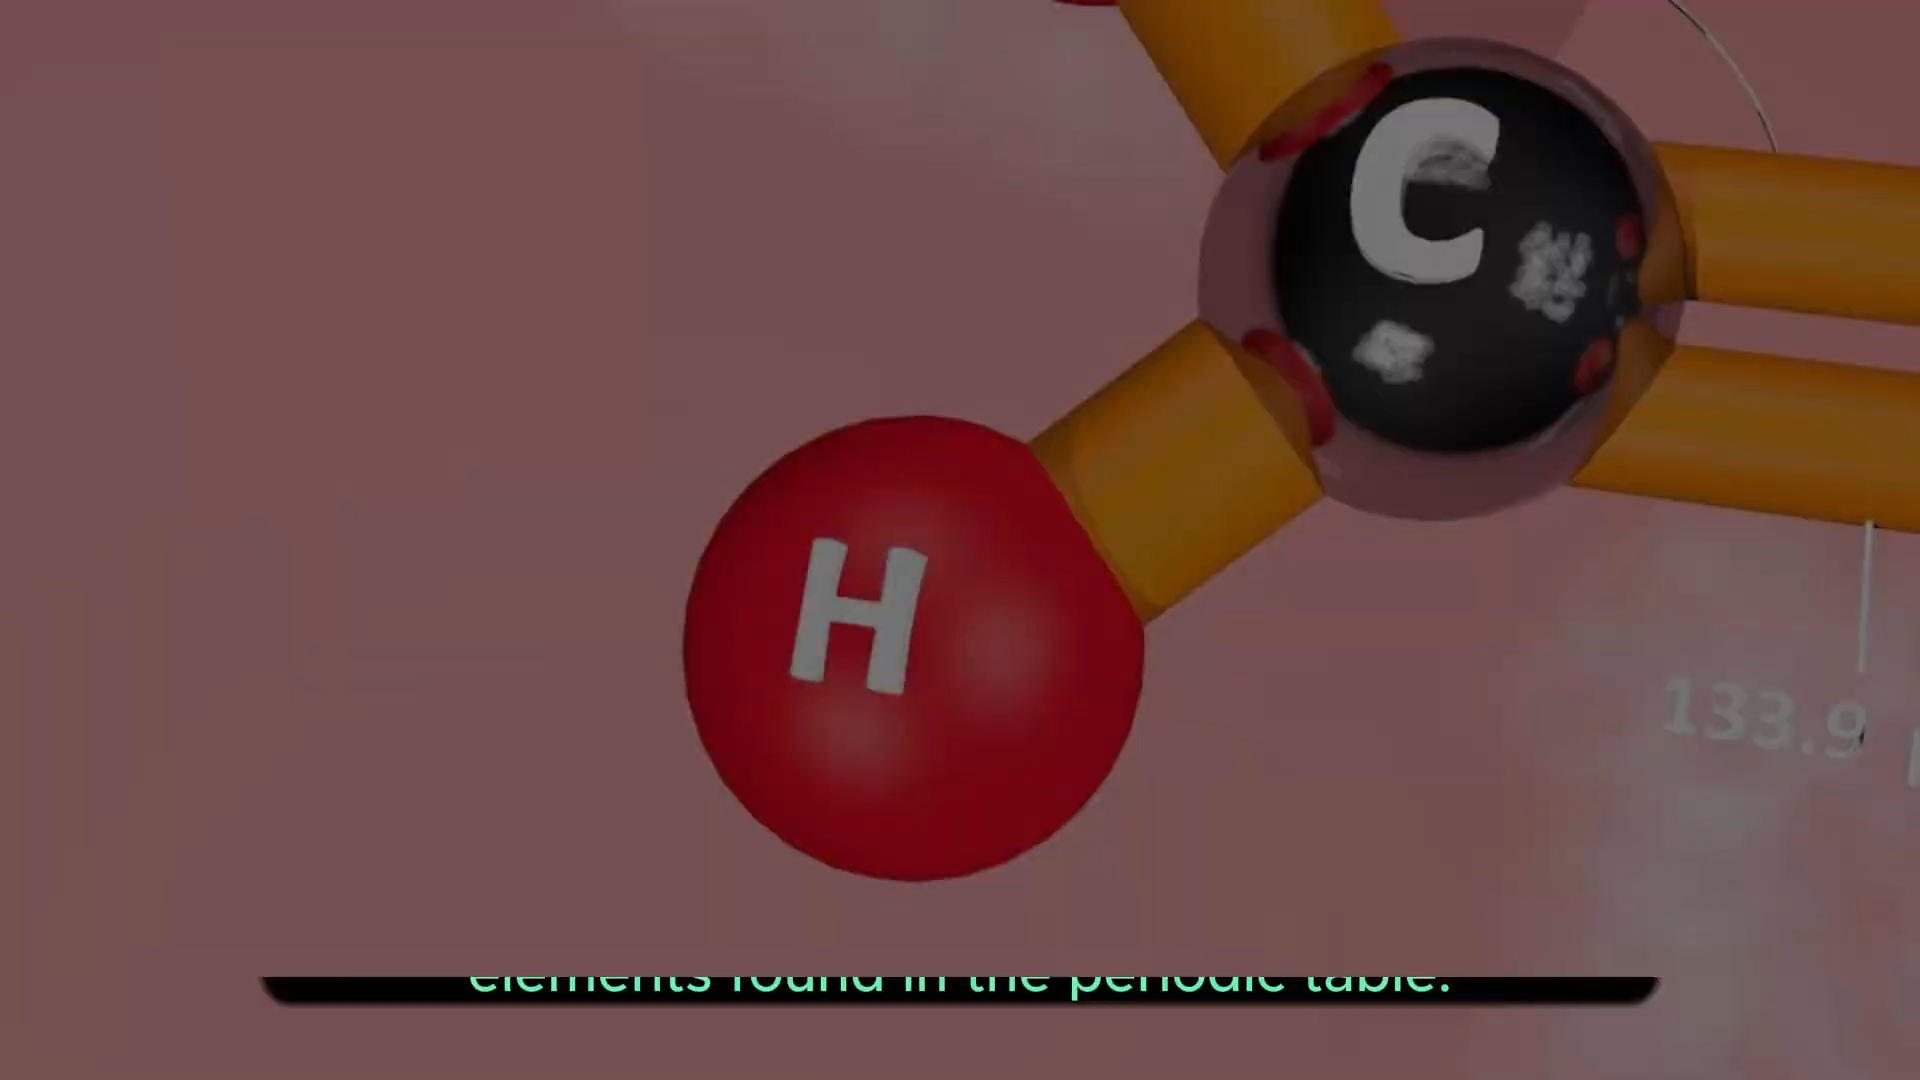 C
H
133.9
elements found in the periodic table.